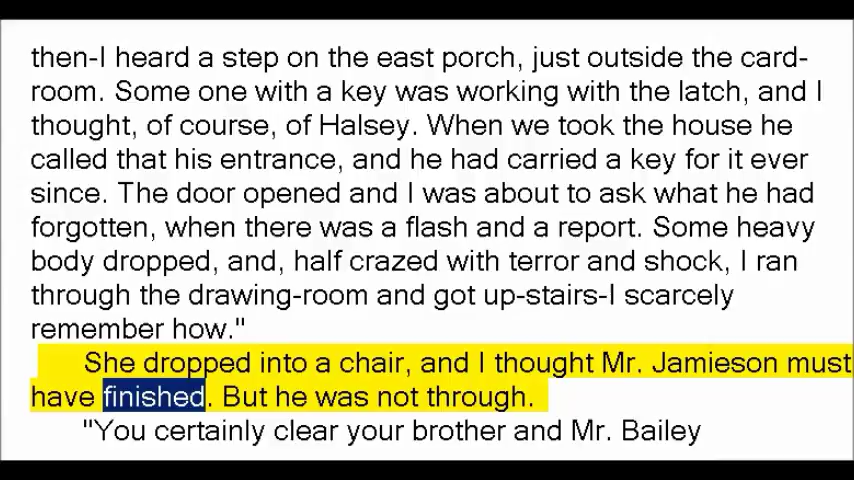 then-I heard a step on the east porch, just outside the card-
room. Some one with a key was working with the latch, and I
thought, of course, of Halsey. When we took the house he
called that his entrance, and he had carried a key for it ever
since. The door opened and I was about to ask what he had
forgotten, when there was a flash and a report. Some heavy
body dropped, and, half crazed with terror and shock, I ran
through the drawing-room and got up-stairs-I scarcely
remember how."
She dropped into a chair, and I thought Mr. Jamieson must
have finished. But he was not through.
"You certainly clear your brother and Mr. Bailey